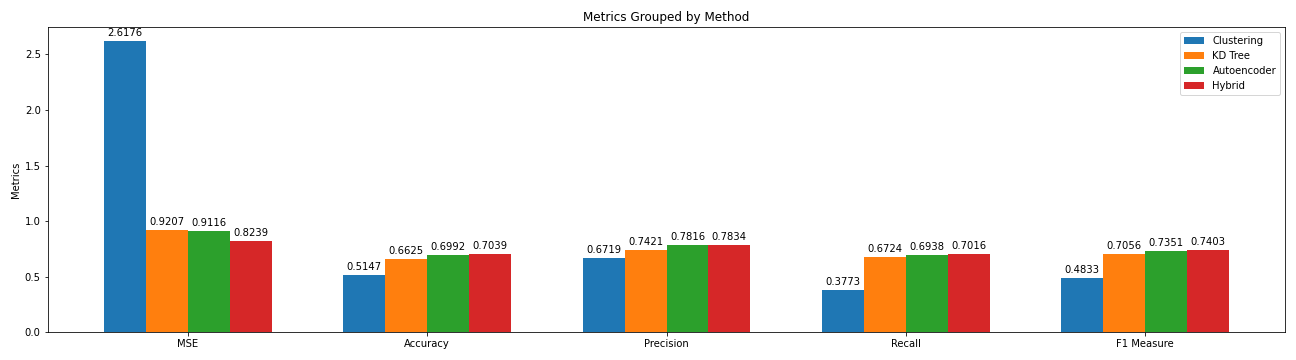 Metrics Grouped by Method
Clustering
KD Tree
Autoencoder
Hybrid
Metrics
2.5
2.0
1.5
1.0
0.5
0.0
2.6176
0.9207
0.9116
0.8239
0.5147
0.6625
0.6992
0.7039
0.6719
0.7421
0.7816
0.7834
0.3773
0.6724
0.6938
0.7016
0.4833
0.7056
0.7351
0.7403
MSE
Accuracy
Precision
Recall
F1 Measure